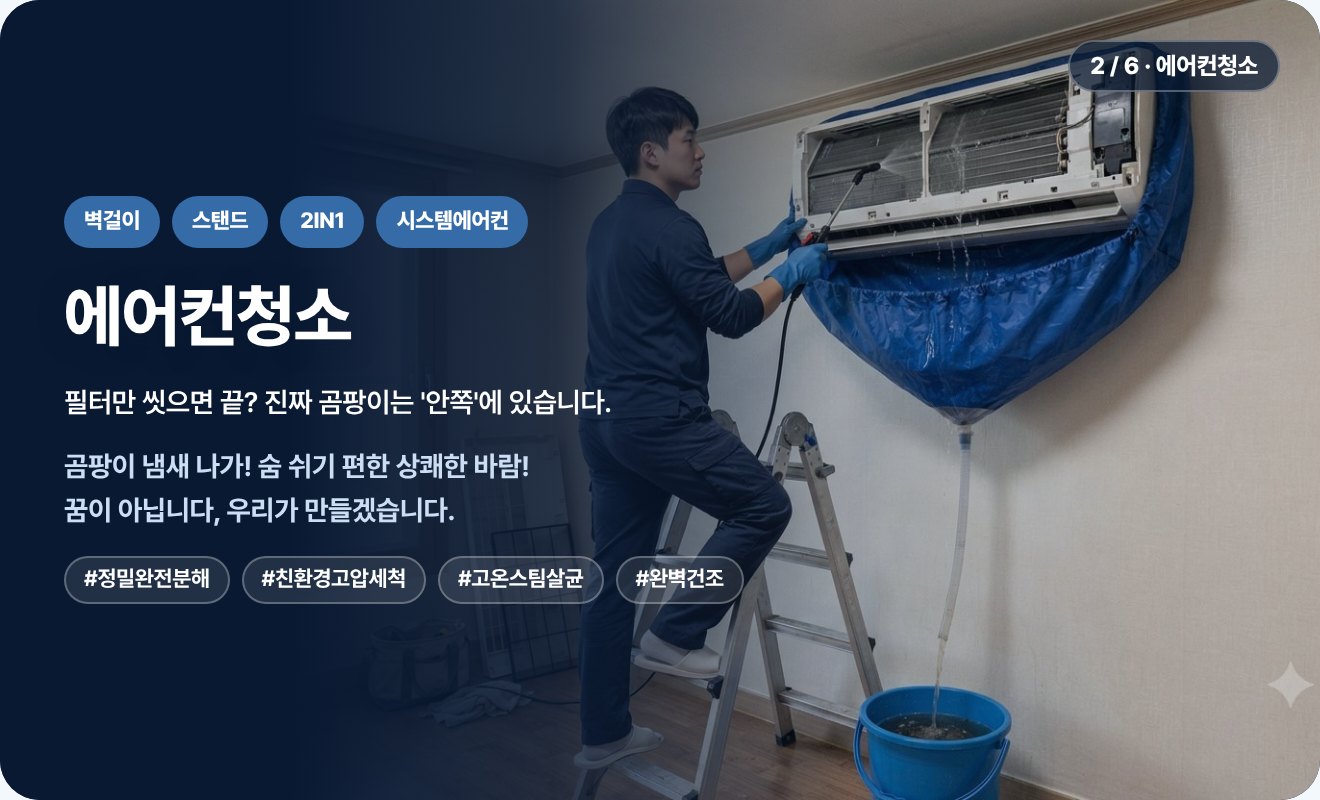 2 / 6 · 에어컨청소
벽걸이 스탠드 2IN1 시스템에어컨
에어컨청소
필터만 씻으면 끝? 진짜 곰팡이는 '안쪽'에 있습니다.
곰팡이 냄새 나가! 숨 쉬기 편한 상쾌한 바람!
꿈이 아닙니다, 우리가 만들겠습니다.
#정밀완전분해 #친환경고압세척 #고온스팀살균 #완벽건조